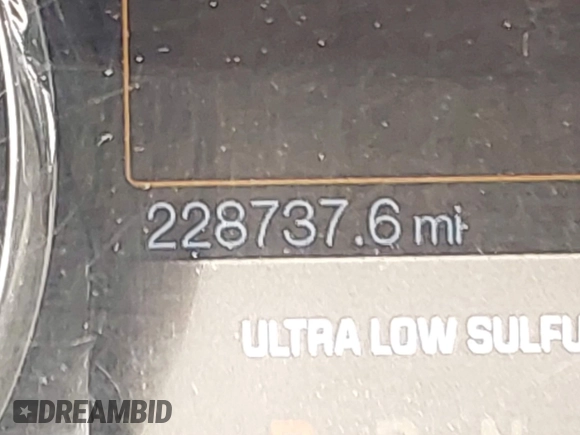 228737.6 mi
ULTRA LOW SULFU
DREAMBID